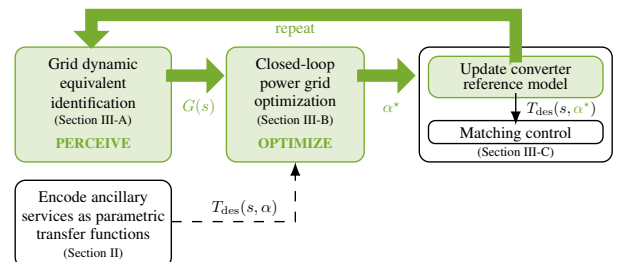 repeat
Grid dynamic
equivalent
identification
(Section III-A)
PERCEIVE
G(s)
Closed-loop
power grid
optimization
(Section III-B)
OPTIMIZE
α⋆
Update converter
reference model
T_des(s, α⋆)
Matching control
(Section III-C)
Encode ancillary
services as parametric
transfer functions
(Section II)
T_des(s, α)